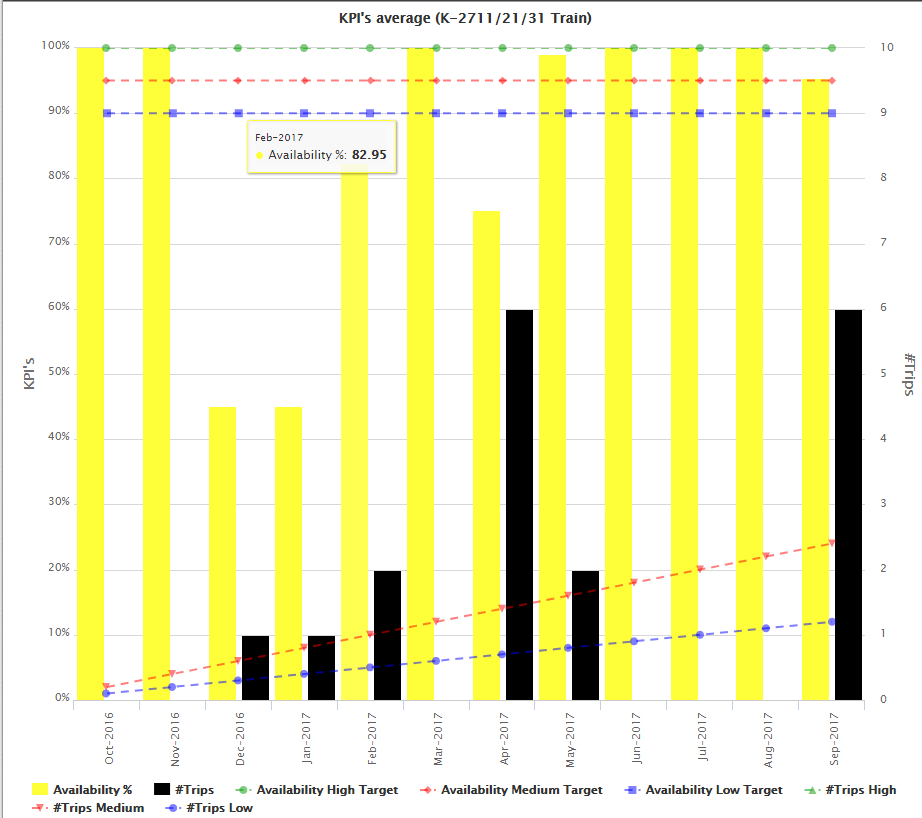 KPI's average (K-2711/21/31 Train)
100%
90%
80%
70%
60%
50%
40%
30%
20%
10%
0%
KPI's
10
9
8
7
6
5
4
3
2
1
0
#Trips
Feb-2017
Availability %: 82.95
Oct-2016
Nov-2016
Dec-2016
Jan-2017
Feb-2017
Mar-2017
Apr-2017
May-2017
Jun-2017
Jul-2017
Aug-2017
Sep-2017
Availability % #Trips Availability High Target Availability Medium Target Availability Low Target #Trips High
#Trips Medium #Trips Low